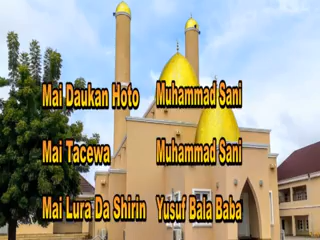 Mai Daukan Hoto Muhammad Sani
Mai Tacewa Muhammad Sani
Mai Lura Da Shirin Yusuf Bala Baba